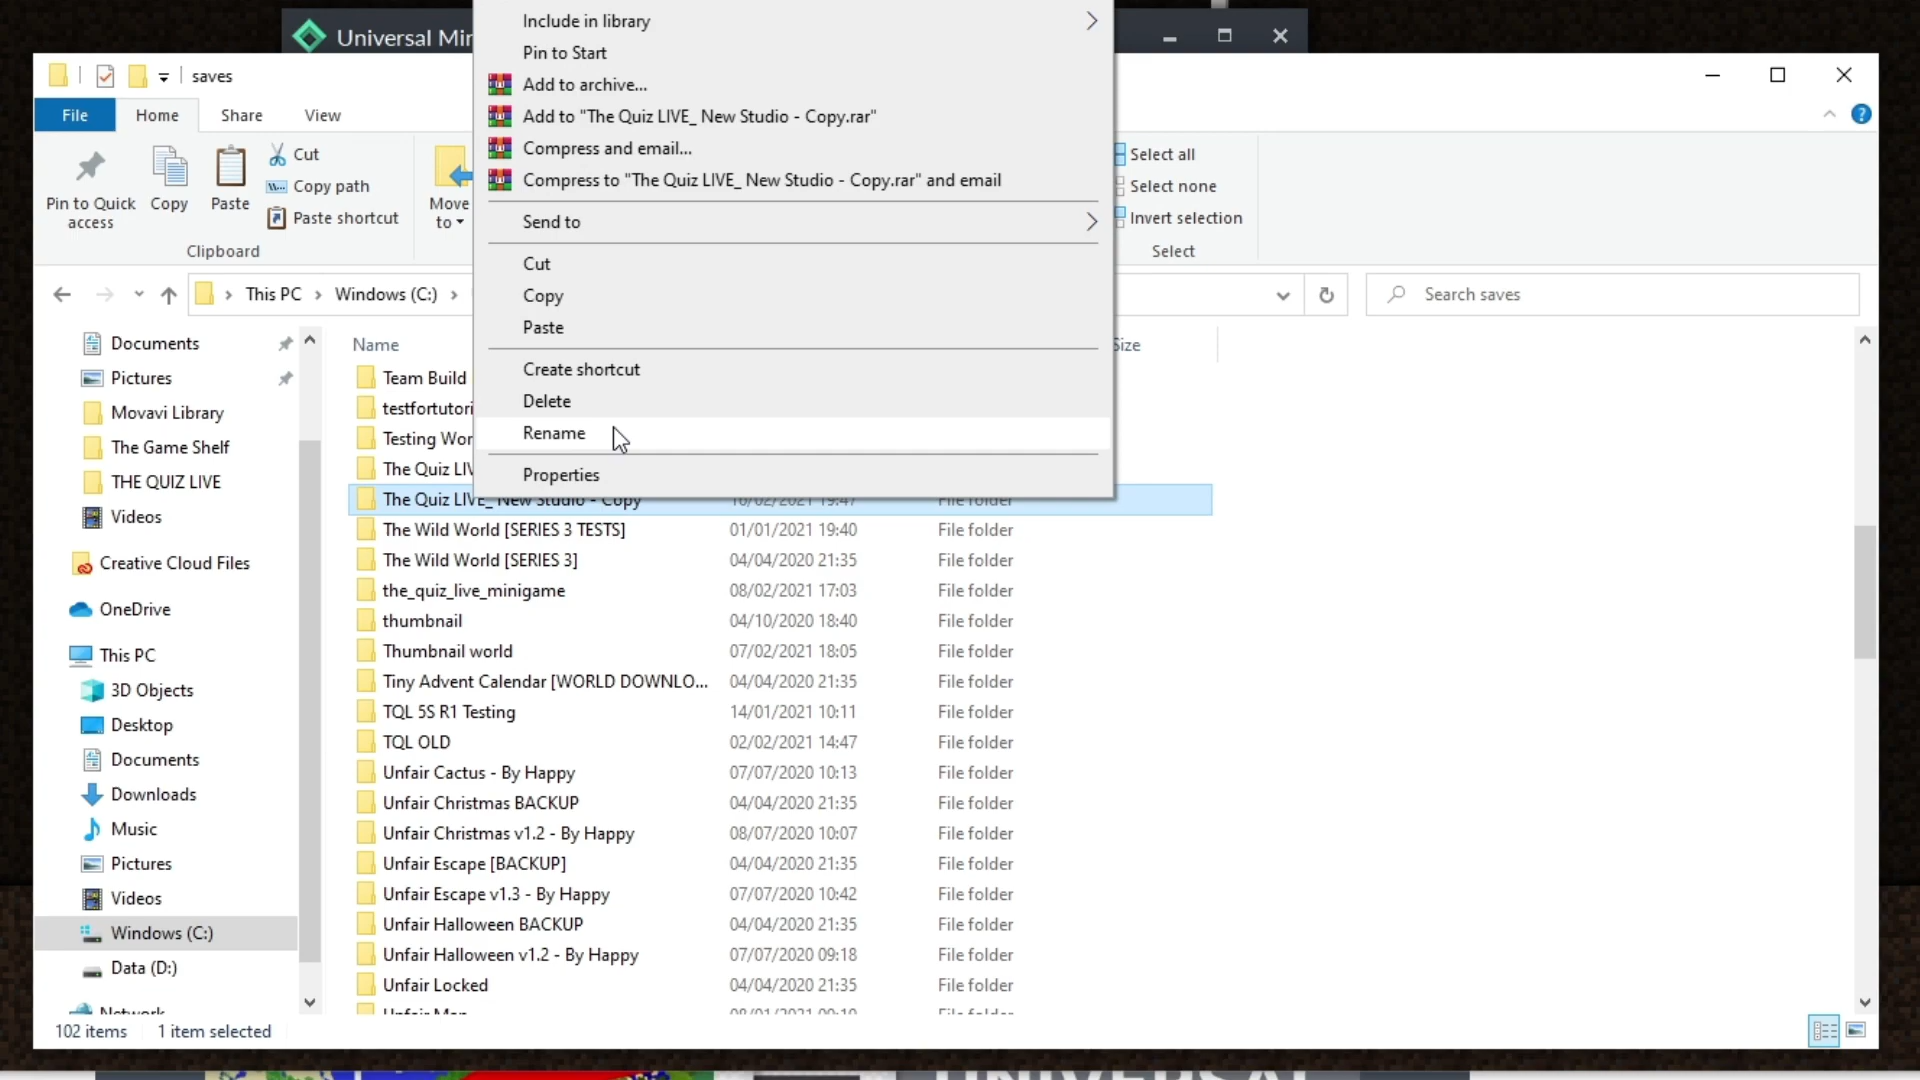 Universal Min
saves
File
Home
Share
View
Pin to Quick access
Copy
Paste
Cut
Copy path
Paste shortcut
Clipboard
Move to
Select all
Select none
Invert selection
Select
Include in library
Pin to Start
Add to archive...
Add to "The Quiz LIVE_ New Studio - Copy.rar"
Compress and email...
Compress to "The Quiz LIVE_ New Studio - Copy.rar" and email
Send to
Cut
Copy
Paste
Create shortcut
Delete
Rename
Properties
This PC > Windows (C:) >
Search saves
Documents
Pictures
Movavi Library
The Game Shelf
THE QUIZ LIVE
Videos
Creative Cloud Files
OneDrive
This PC
3D Objects
Desktop
Documents
Downloads
Music
Pictures
Videos
Windows (C:)
Data (D:)
Network
Name Size
Team Build
testfortutori
Testing Wor
The Quiz LIV
The Quiz LIVE_ New Studio - Copy 16/02/2021 19:47 File folder
The Wild World [SERIES 3 TESTS] 01/01/2021 19:40 File folder
The Wild World [SERIES 3] 04/04/2020 21:35 File folder
the_quiz_live_minigame 08/02/2021 17:03 File folder
thumbnail 04/10/2020 18:40 File folder
Thumbnail world 07/02/2021 18:05 File folder
Tiny Advent Calendar [WORLD DOWNLO... 04/04/2020 21:35 File folder
TQL 5S R1 Testing 14/01/2021 10:11 File folder
TQL OLD 02/02/2021 14:47 File folder
Unfair Cactus - By Happy 07/07/2020 10:13 File folder
Unfair Christmas BACKUP 04/04/2020 21:35 File folder
Unfair Christmas v1.2 - By Happy 08/07/2020 10:07 File folder
Unfair Escape [BACKUP] 04/04/2020 21:35 File folder
Unfair Escape v1.3 - By Happy 07/07/2020 10:42 File folder
Unfair Halloween BACKUP 04/04/2020 21:35 File folder
Unfair Halloween v1.2 - By Happy 07/07/2020 09:18 File folder
Unfair Locked 04/04/2020 21:35 File folder
102 items 1 item selected